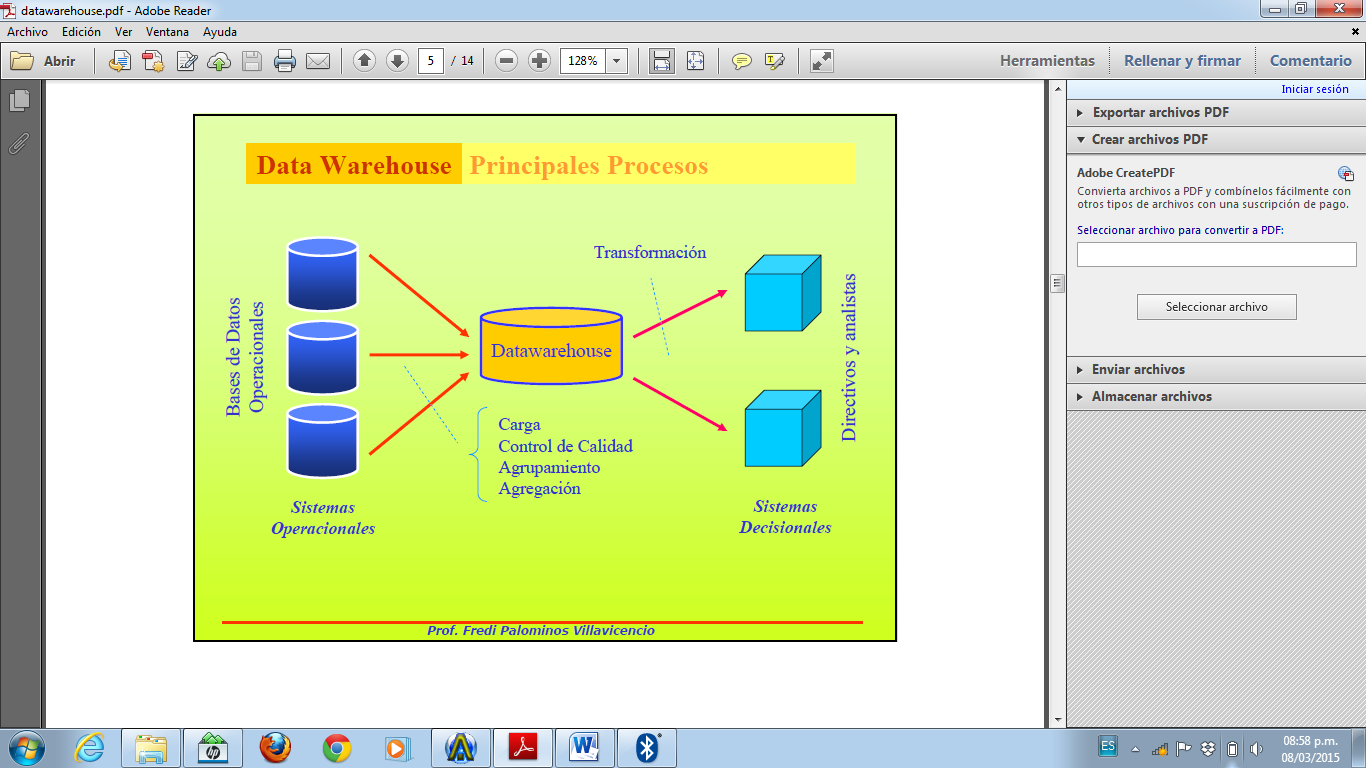 datawarehouse.pdf - Adobe Reader
Archivo Edición Ver Ventana Ayuda
Abrir 5 / 14 128% Herramientas Rellenar y firmar Comentario
Iniciar sesión
Exportar archivos PDF
Crear archivos PDF
Adobe CreatePDF
Convierta archivos a PDF y combínelos fácilmente con
otros tipos de archivos con una suscripción de pago.
Seleccionar archivo para convertir a PDF:
Seleccionar archivo
Enviar archivos
Almacenar archivos
Data Warehouse Principales Procesos
Bases de Datos
Operacionales
Sistemas
Operacionales
Datawarehouse
Carga
Control de Calidad
Agrupamiento
Agregación
Transformación
Directivos y analistas
Sistemas
Decisionales
Prof. Fredi Palominos Villavicencio
hp
ES
08:58 p.m.
08/03/2015